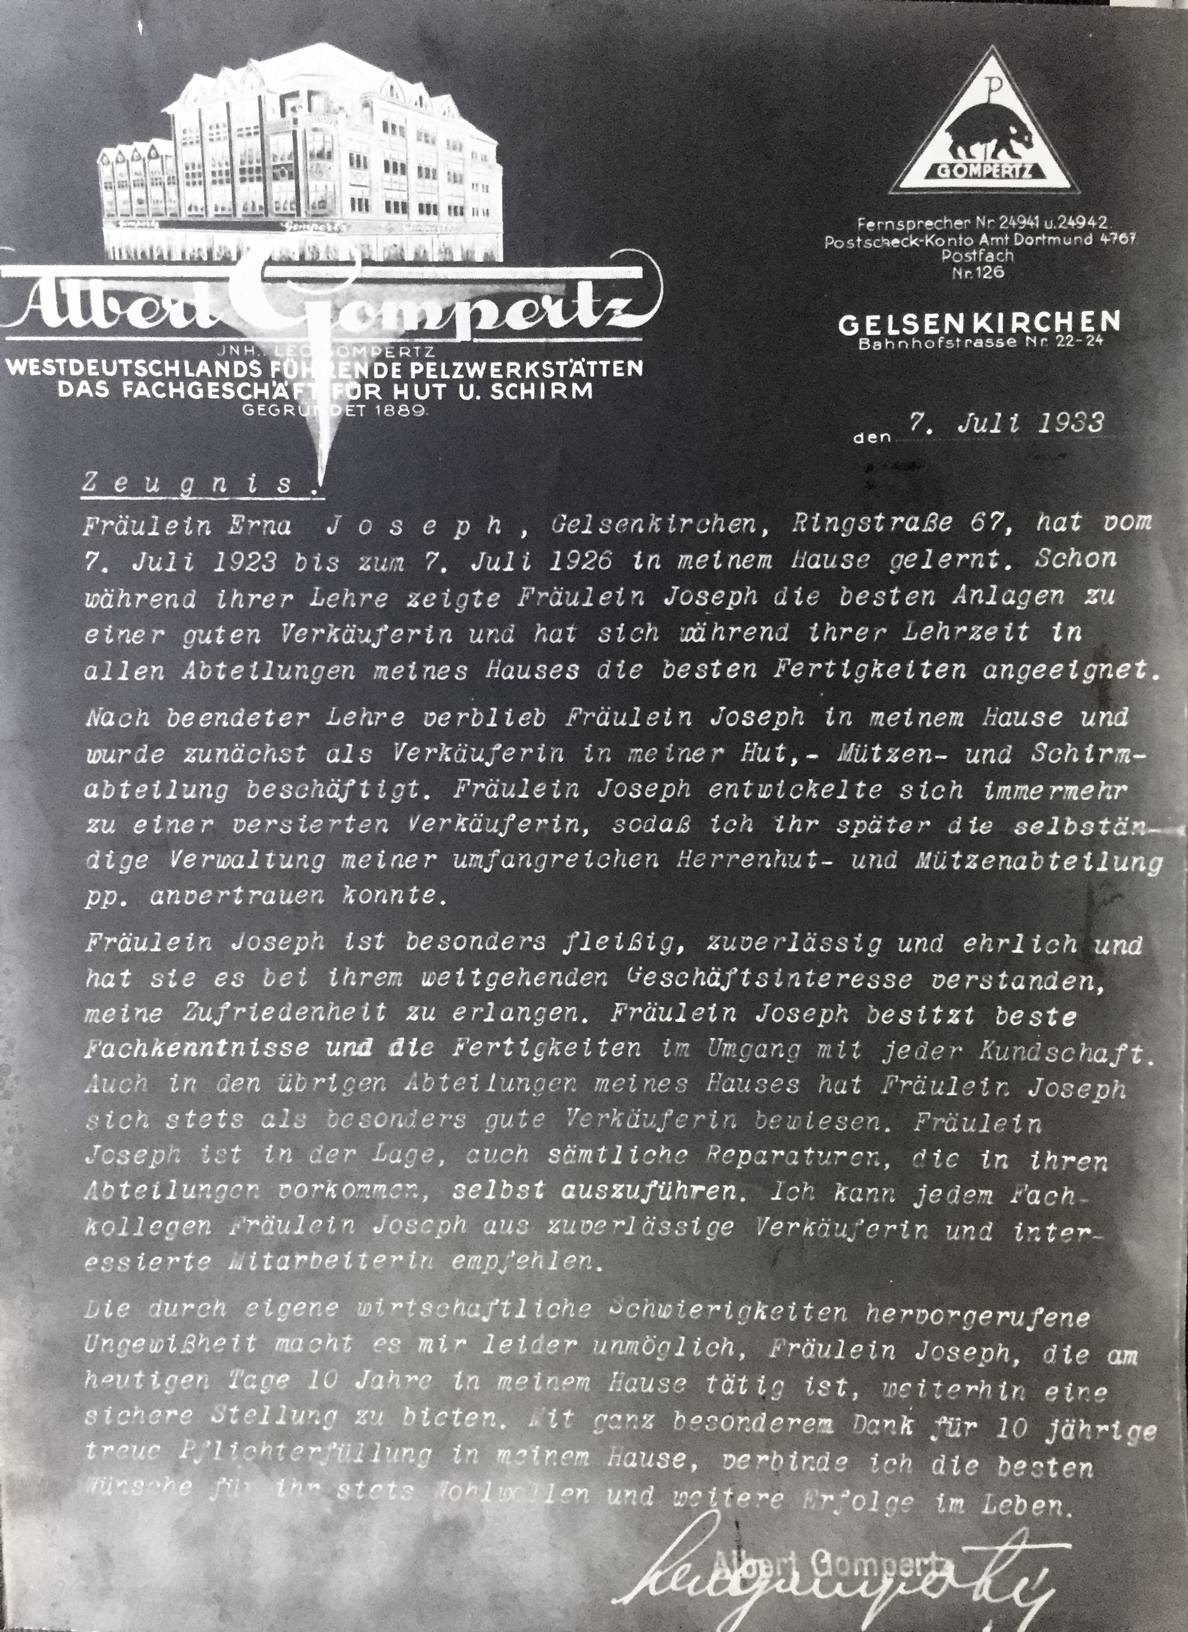 P
GOMPERTZ
Fernsprecher Nr. 24941 u. 24942.
Postscheck-Konto Amt Dortmund 4767
Postfach
Nr. 126
Gompertz
Albert Gompertz
JNH. LEO GOMPERTZ
WESTDEUTSCHLANDS FÜHRENDE PELZWERKSTÄTTEN
DAS FACHGESCHÄFT FÜR HUT U. SCHIRM
GEGRÜNDET 1889.
GELSENKIRCHEN
Bahnhofstrasse Nr. 22-24
den 7. Juli 1933
Zeugnis.
Fräulein Erna Joseph, Gelsenkirchen, Ringstraße 67, hat vom
7. Juli 1923 bis zum 7. Juli 1926 in meinem Hause gelernt. Schon
während ihrer Lehre zeigte Fräulein Joseph die besten Anlagen zu
einer guten Verkäuferin und hat sich während ihrer Lehrzeit in
allen Abteilungen meines Hauses die besten Fertigkeiten angeeignet.
Nach beendeter Lehre verblieb Fräulein Joseph in meinem Hause und
wurde zunächst als Verkäuferin in meiner Hut,- Mützen- und Schirm-
abteilung beschäftigt. Fräulein Joseph entwickelte sich immermehr
zu einer versierten Verkäuferin, sodaß ich ihr später die selbstän-
dige Verwaltung meiner umfangreichen Herrenhut- und Mützenabteilung
pp. anvertrauen konnte.
Fräulein Joseph ist besonders fleißig, zuverlässig und ehrlich und
hat sie es bei ihrem weitgehenden Geschäftsinteresse verstanden,
meine Zufriedenheit zu erlangen. Fräulein Joseph besitzt beste
Fachkenntnisse und die Fertigkeiten im Umgang mit jeder Kundschaft.
Auch in den übrigen Abteilungen meines Hauses hat Fräulein Joseph
sich stets als besonders gute Verkäuferin bewiesen. Fräulein
Joseph ist in der Lage, auch sämtliche Reparaturen, die in ihren
Abteilungen vorkommen, selbst auszuführen. Ich kann jedem Fach-
kollegen Fräulein Joseph aus zuverlässige Verkäuferin und inter-
essierte Mitarbeiterin empfehlen.
Die durch eigene wirtschaftliche Schwierigkeiten hervorgerufene
Ungewißheit macht es mir leider unmöglich, Fräulein Joseph, die am
heutigen Tage 10 Jahre in meinem Hause tätig ist, weiterhin eine
sichere Stellung zu bieten. Mit ganz besonderem Dank für 10 jährige
treue Pflichterfüllung in meinem Hause, verbinde ich die besten
Wünsche für ihr stets Wohlwollen und weitere Erfolge im Leben.
Albert Gompertz
Leo Gompertz